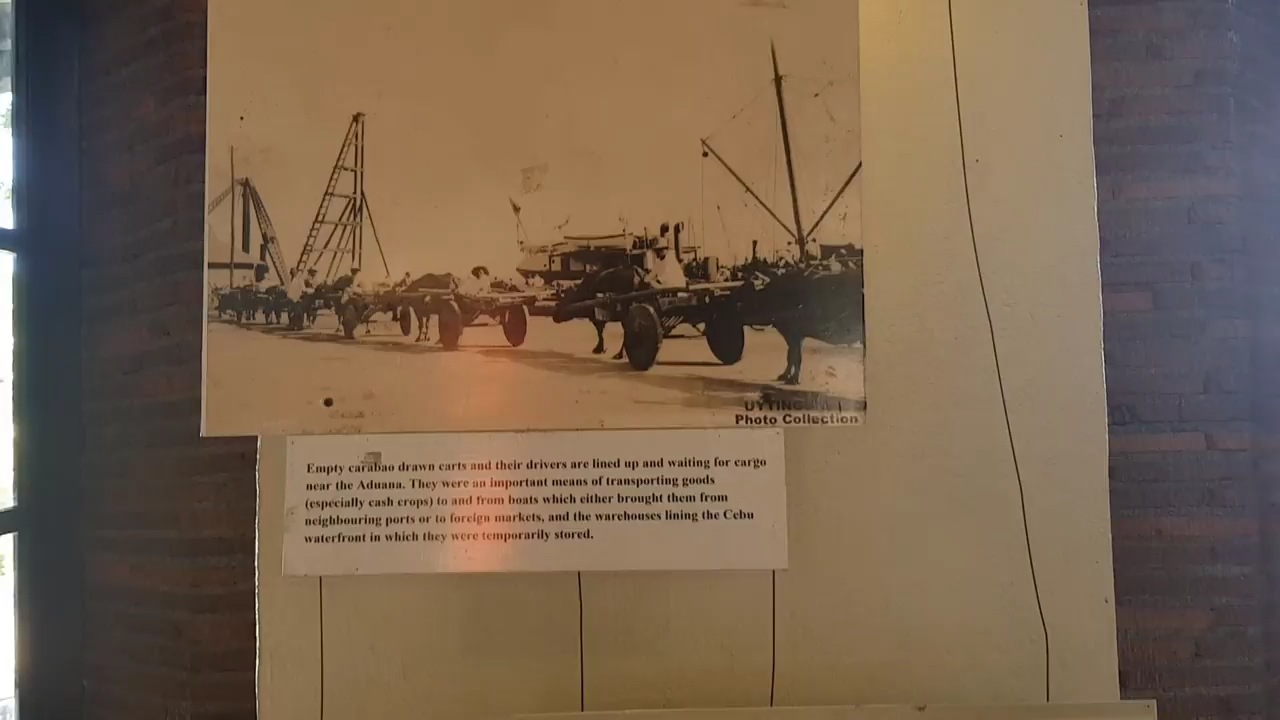 Photo Collection
Empty carabao drawn carts and their drivers are lined up and waiting for cargo
near the Aduana. They were an important means of transporting goods
(especially cash crops) to and from boats which either brought them from
neighbouring ports or to foreign markets, and the warehouses lining the Cebu
waterfront in which they were temporarily stored.